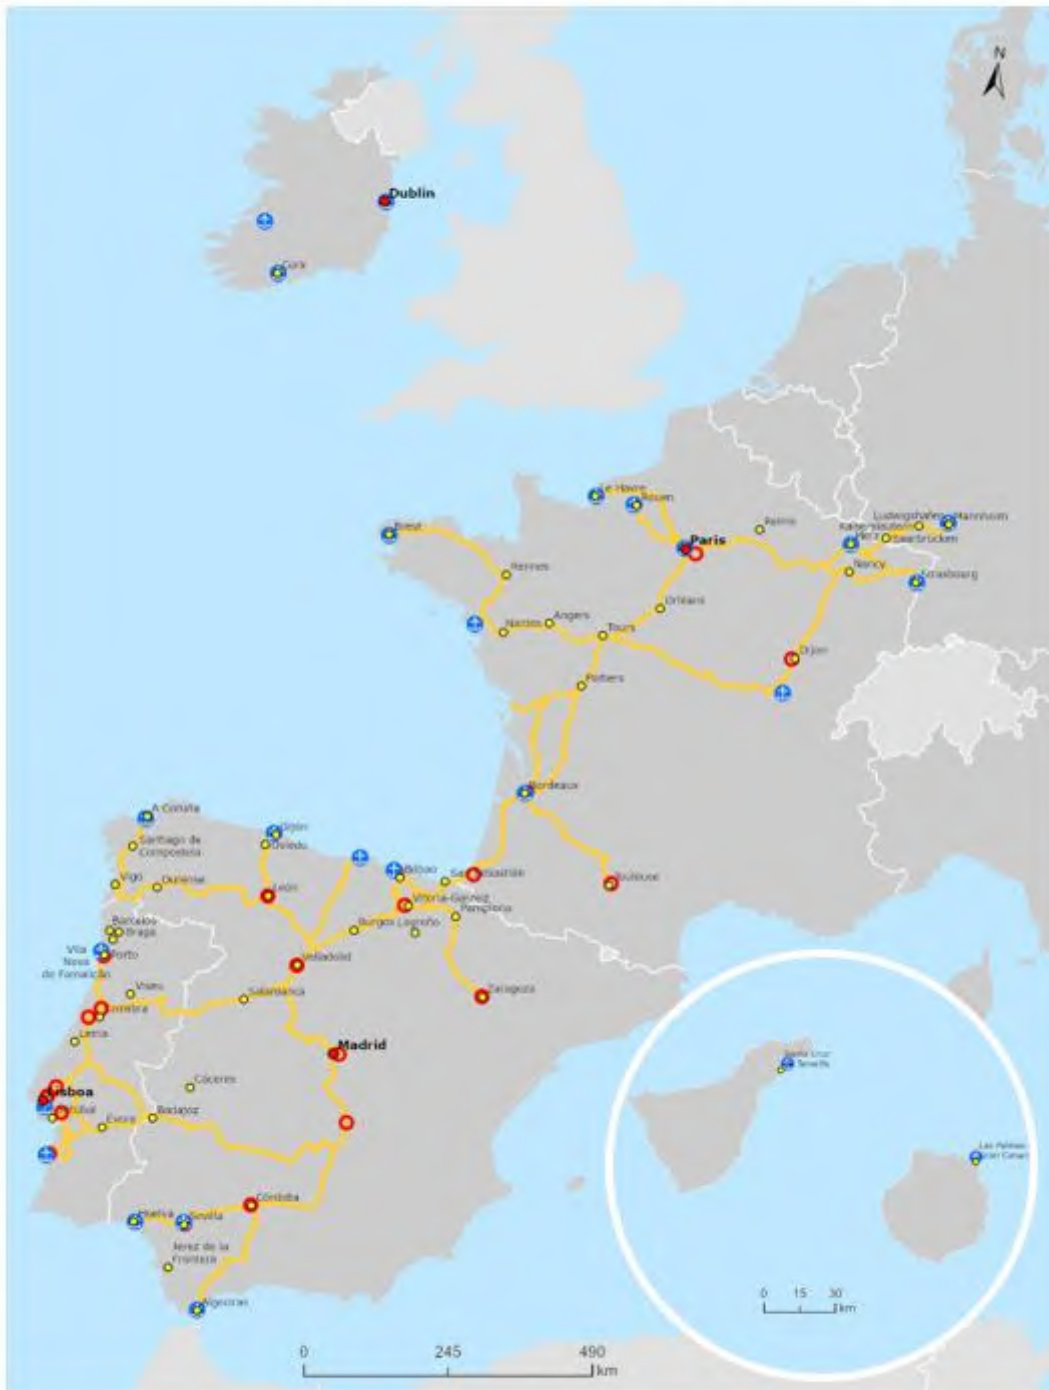 N
Dublin
Cork
Le Havre
Rouen
Reims
Ludwigshafen
Mannheim
Kaiserslautern
Metz
Saarbrücken
Paris
Brest
Nancy
Strasbourg
Rennes
Orléans
Angers
Nantes
Tours
Dijon
Poitiers
Bordeaux
A Coruña
Gijón
Santiago de
Compostela
Oviedo
Bilbao
Toulouse
Vigo
Ourense
León
Vitoria-Gasteiz
Pamplona
Burgos
Logroño
Barcelos
Braga
Vila
Nova
de Famalicão
Porto
Valladolid
Zaragoza
Viseu
Salamanca
Coimbra
Leiria
Madrid
Cáceres
Lisboa
Setúbal
Évora
Badajoz
Córdoba
Huelva
Sevilla
Jerez de la
Frontera
Algeciras
Santa Cruz
Tenerife
Las Palmas
Gran Canaria
0 15 30
km
0 245 490
km